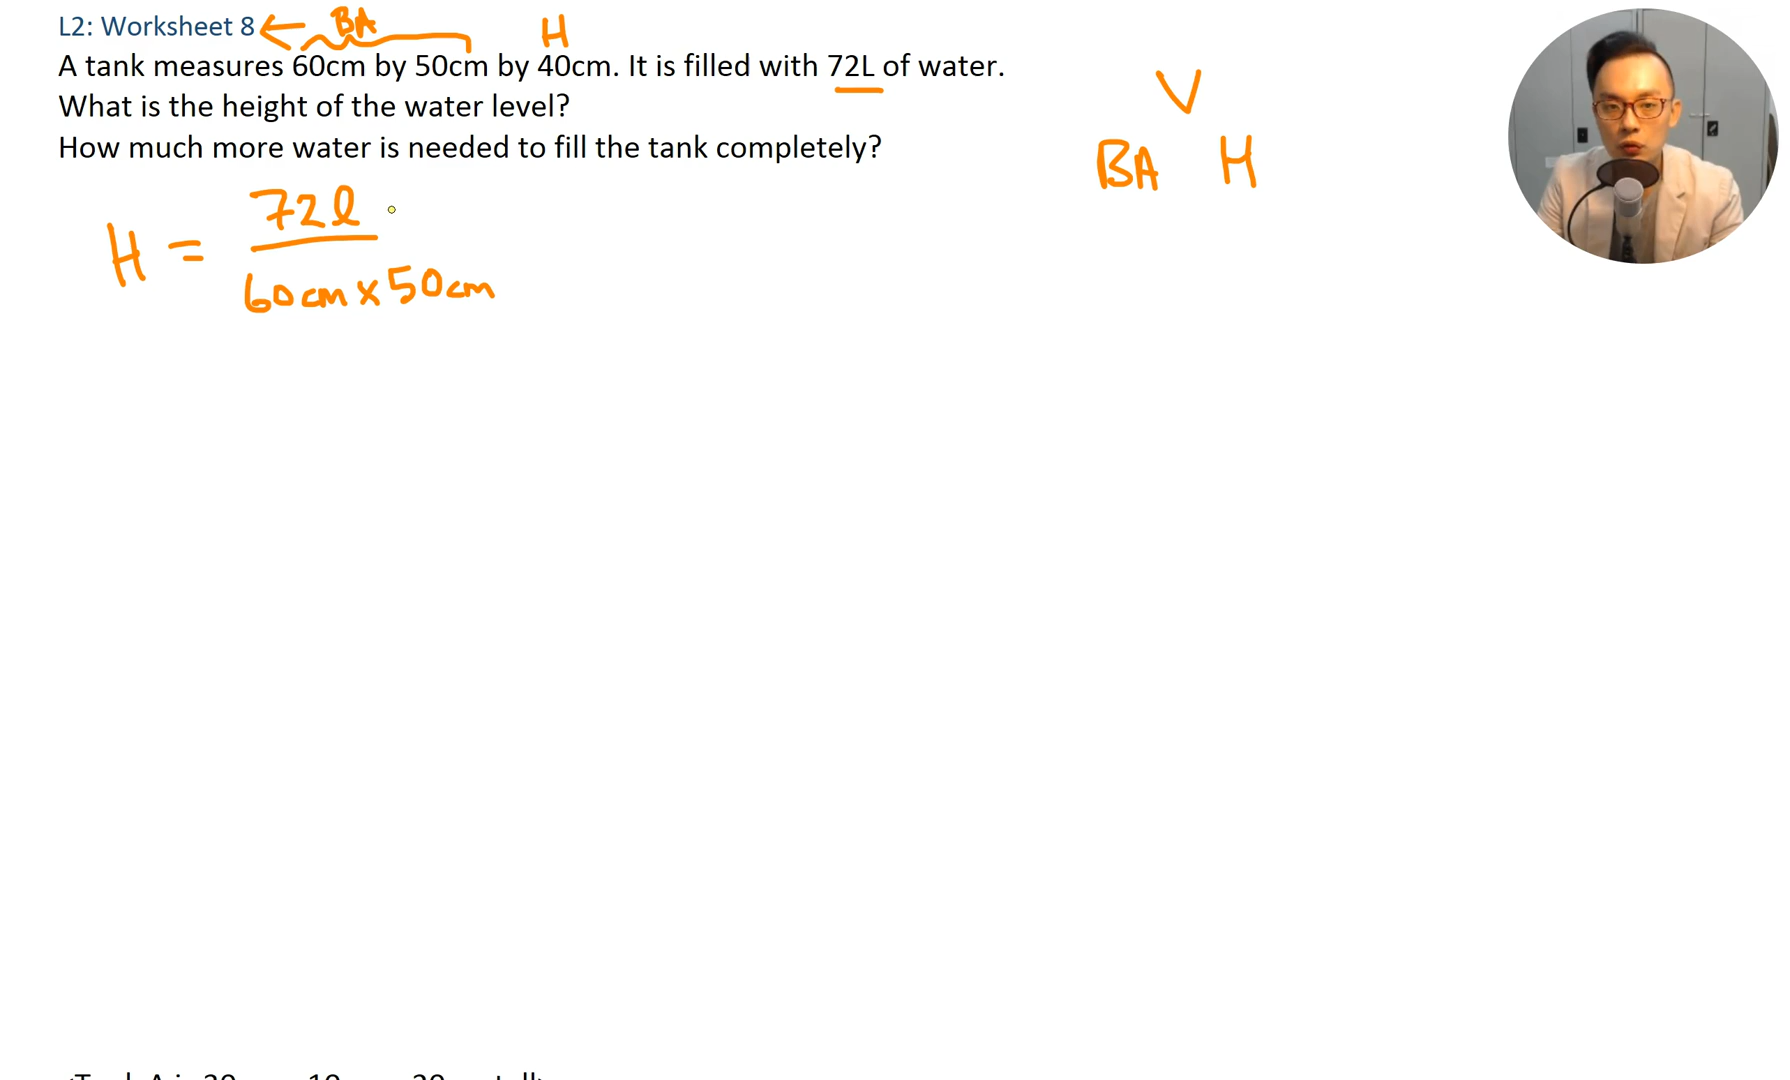 L2: Worksheet 8 BA H
A tank measures 60cm by 50cm by 40cm. It is filled with 72L of water.
What is the height of the water level?
How much more water is needed to fill the tank completely?
V
BA H
H = 72ℓ
60cm x 50cm